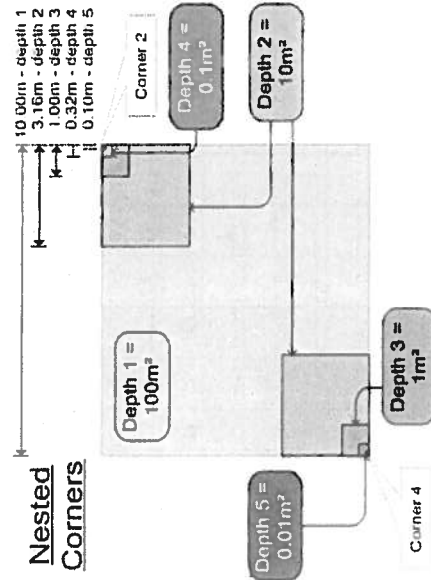 Nested
Corners
10.00m - depth 1
3.16m - depth 2
1.00m - depth 3
0.32m - depth 4
0.10m - depth 5
Corner 2
Depth 1 =
100m²
Depth 4 =
0.1m²
Depth 2 =
10m²
Depth 5 =
0.01m²
Depth 3 =
1m²
Corner 4